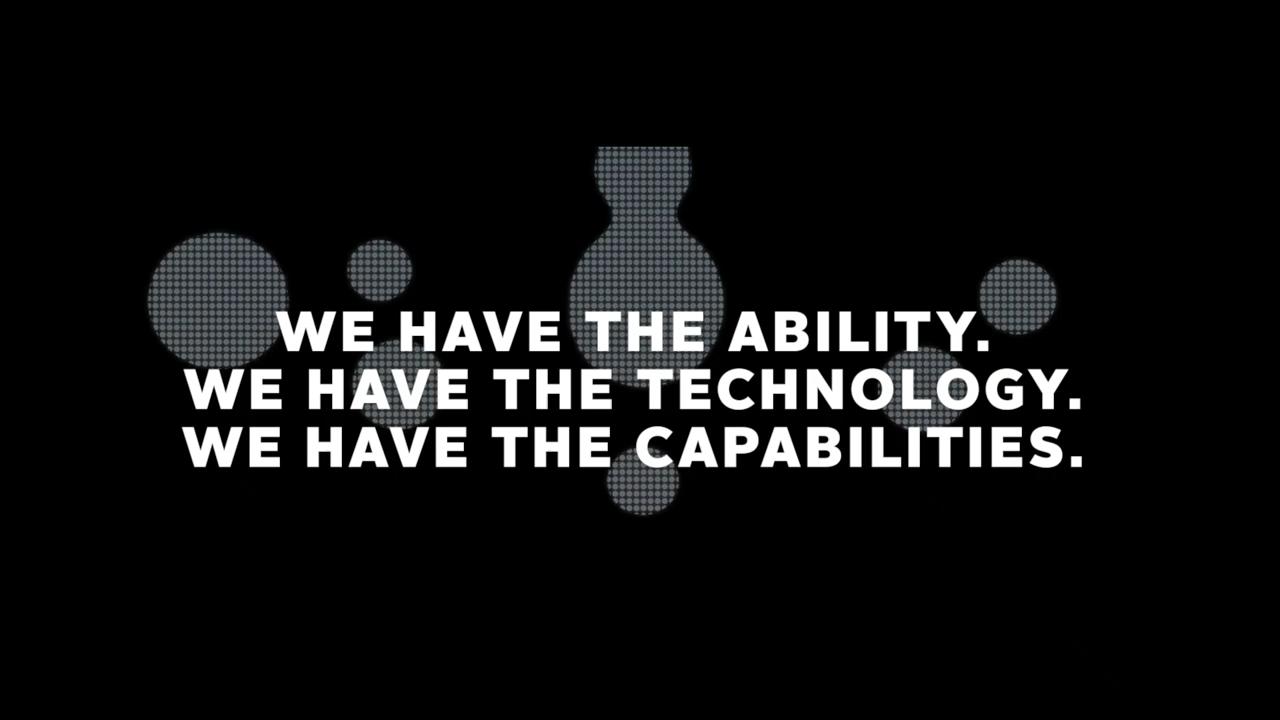 WE HAVE THE ABILITY.
WE HAVE THE TECHNOLOGY.
WE HAVE THE CAPABILITIES.